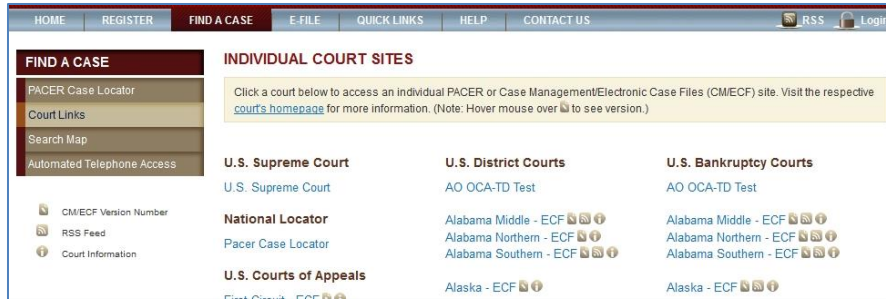 HOME REGISTER FIND A CASE E-FILE QUICK LINKS HELP CONTACT US RSS Login
FIND A CASE
PACER Case Locator
Court Links
Search Map
Automated Telephone Access
CM/ECF Version Number
RSS Feed
Court Information
INDIVIDUAL COURT SITES
Click a court below to access an individual PACER or Case Management/Electronic Case Files (CM/ECF) site. Visit the respective
court's homepage for more information. (Note: Hover mouse over to see version.)
U.S. Supreme Court
U.S. Supreme Court
National Locator
Pacer Case Locator
U.S. Courts of Appeals
First Circuit - ECF
U.S. District Courts
AO OCA-TD Test
Alabama Middle - ECF
Alabama Northern - ECF
Alabama Southern - ECF
Alaska - ECF
U.S. Bankruptcy Courts
AO OCA-TD Test
Alabama Middle - ECF
Alabama Northern - ECF
Alabama Southern - ECF
Alaska - ECF